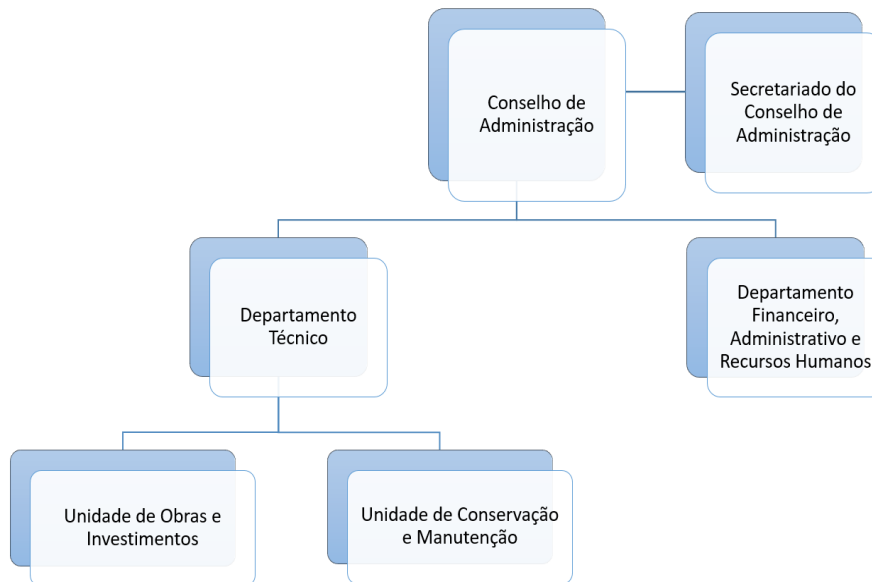 Conselho de
Administração
Secretariado do
Conselho de
Administração
Departamento
Técnico
Departamento
Financeiro,
Administrativo e
Recursos Humanos
Unidade de Obras e
Investimentos
Unidade de Conservação
e Manutenção